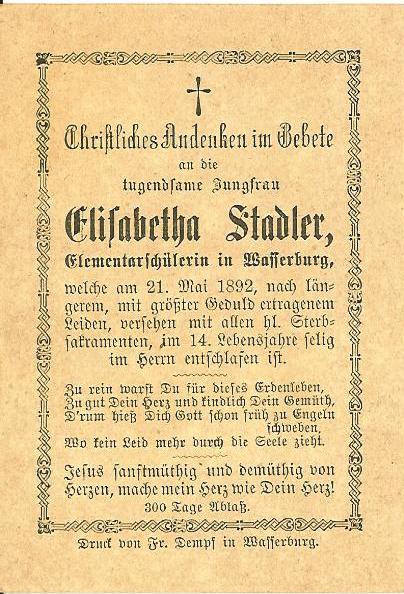 Christliches Andenken im Gebete
an die
tugendsame Jungfrau
Elisabetha Stadler,
Elementarschülerin in Wasserburg,
welche am 21. Mai 1892, nach län-
gerem, mit größter Geduld ertragenem
Leiden, versehen mit allen hl. Sterb-
sakramenten, im 14. Lebensjahre selig
im Herrn entschlafen ist.
Zu rein warst Du für dieses Erdenleben,
Zu gut Dein Herz und kindlich Dein Gemüth,
D'rum hieß Dich Gott schon früh zu Engeln
schweben,
Wo kein Leid mehr durch die Seele zieht.
Jesus sanftmüthig und demüthig von
Herzen, mache mein Herz wie Dein Herz!
300 Tage Ablaß.
Druck von Fr. Dempf in Wasserburg.